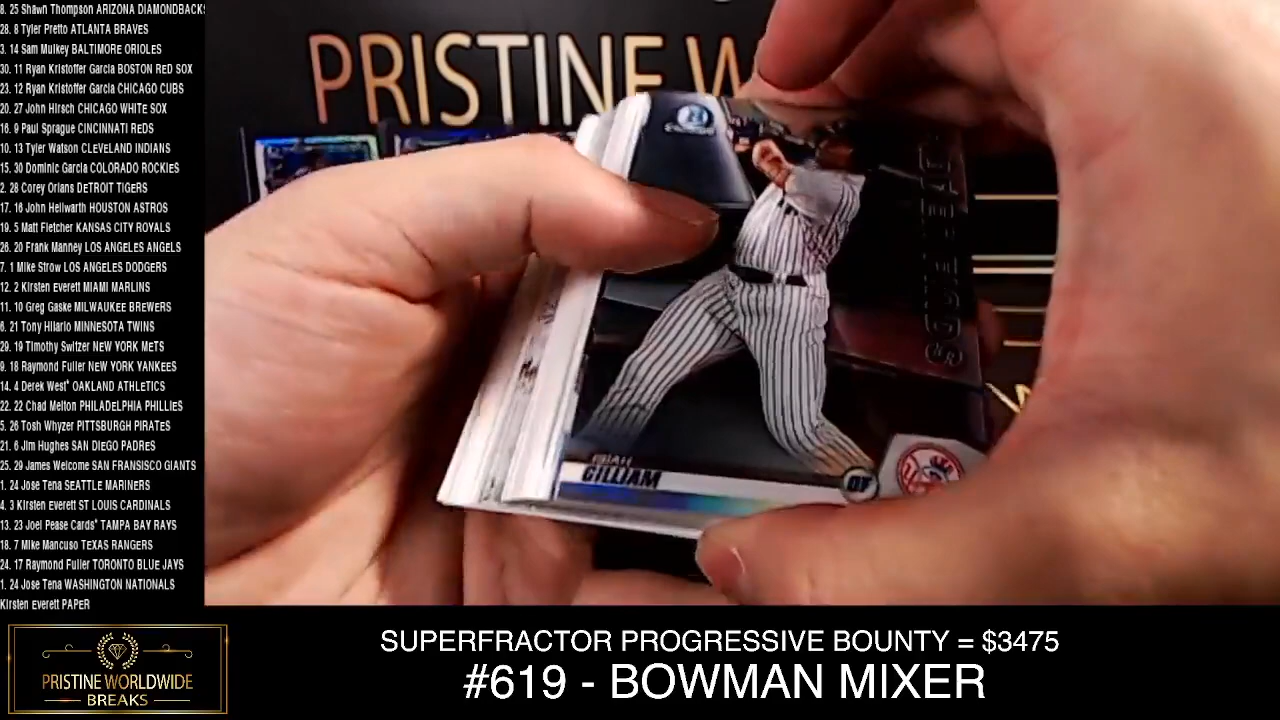 8. 25 Shawn Thompson ARIZONA DIAMONDBACKS
28. 8 Tyler Pretto ATLANTA BRAVES
3. 14 Sam Mulkey BALTIMORE ORIOLES
30. 11 Ryan Kristoffer Garcia BOSTON RED SOX
23. 12 Ryan Kristoffer Garcia CHICAGO CUBS
20. 27 John Hirsch CHICAGO WHITE SOX
16. 9 Paul Sprague CINCINNATI REDS
10. 13 Tyler Watson CLEVELAND INDIANS
15. 30 Dominic Garcia COLORADO ROCKIES
2. 28 Corey Orians DETROIT TIGERS
17. 16 John Hellwarth HOUSTON ASTROS
19. 5 Matt Fletcher KANSAS CITY ROYALS
26. 20 Frank Manney LOS ANGELES ANGELS
7. 1 Mike Strow LOS ANGELES DODGERS
12. 2 Kirsten Everett MIAMI MARLINS
11. 10 Greg Gaske MILWAUKEE BREWERS
6. 21 Tony Hilario MINNESOTA TWINS
29. 19 Timothy Switzer NEW YORK METS
9. 18 Raymond Fuller NEW YORK YANKEES
14. 4 Derek West* OAKLAND ATHLETICS
22. 22 Chad Melton PHILADELPHIA PHILLIES
5. 26 Tosh Whyzer PITTSBURGH PIRATES
21. 6 Jim Hughes SAN DIEGO PADRES
25. 29 James Welcome SAN FRANSISCO GIANTS
1. 24 Jose Tena SEATTLE MARINERS
4. 3 Kirsten Everett ST LOUIS CARDINALS
13. 23 Joel Pease Cards* TAMPA BAY RAYS
18. 7 Mike Mancuso TEXAS RANGERS
24. 17 Raymond Fuller TORONTO BLUE JAYS
1. 24 Jose Tena WASHINGTON NATIONALS
Kirsten Everett PAPER
PRISTINE W
GILLIAM
OF
PRISTINE WORLDWIDE
BREAKS
SUPERFRACTOR PROGRESSIVE BOUNTY = $3475
#619 - BOWMAN MIXER